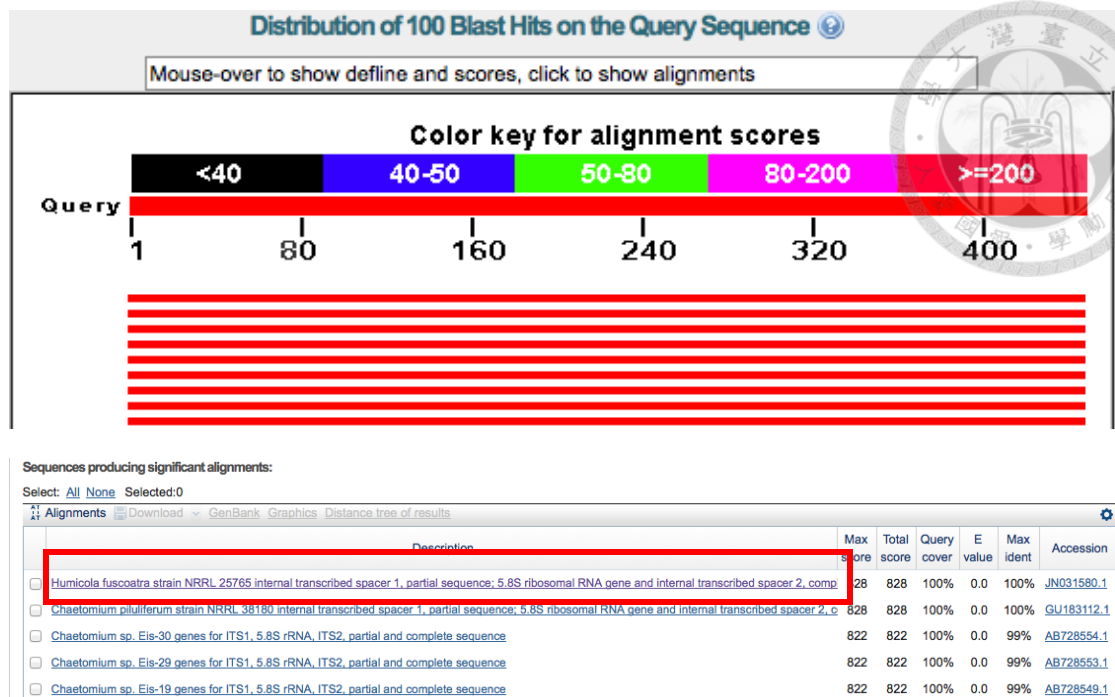 Distribution of 100 Blast Hits on the Query Sequence
Mouse-over to show defline and scores, click to show alignments
Color key for alignment scores
<40 40-50 50-80 80-200 >=200
Query
1 80 160 240 320 400
Sequences producing significant alignments:
Select: All None Selected:0
Alignments Download GenBank Graphics Distance tree of results
Description Max score Total score Query cover E value Max ident Accession
Humicola fuscoatra strain NRRL 25765 internal transcribed spacer 1, partial sequence; 5.8S ribosomal RNA gene and internal transcribed spacer 2, comp 828 828 100% 0.0 100% JN031580.1
Chaetomium piluliferum strain NRRL 38180 internal transcribed spacer 1, partial sequence; 5.8S ribosomal RNA gene and internal transcribed spacer 2, c 828 828 100% 0.0 100% GU183112.1
Chaetomium sp. Eis-30 genes for ITS1, 5.8S rRNA, ITS2, partial and complete sequence 822 822 100% 0.0 99% AB728554.1
Chaetomium sp. Eis-29 genes for ITS1, 5.8S rRNA, ITS2, partial and complete sequence 822 822 100% 0.0 99% AB728553.1
Chaetomium sp. Eis-19 genes for ITS1, 5.8S rRNA, ITS2, partial and complete sequence 822 822 100% 0.0 99% AB728549.1